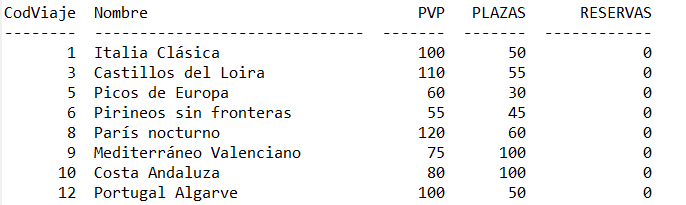 CodViaje  Nombre                             PVP   PLAZAS      RESERVAS
--------  ------------------------------  -------  -------  ------------
       1  Italia Clásica                      100       50             0
       3  Castillos del Loira                 110       55             0
       5  Picos de Europa                      60       30             0
       6  Pirineos sin fronteras               55       45             0
       8  París nocturno                      120       60             0
       9  Mediterráneo Valenciano              75      100             0
      10  Costa Andaluza                       80      100             0
      12  Portugal Algarve                    100       50             0